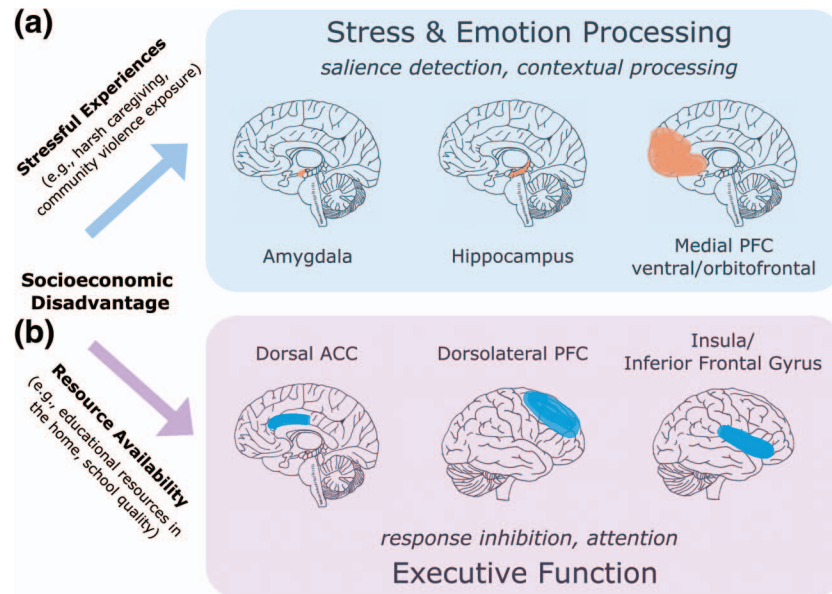 (a)
Stressful Experiences
(e.g., harsh caregiving,
community violence exposure)
Stress & Emotion Processing
salience detection, contextual processing
Amygdala
Hippocampus
Medial PFC
ventral/orbitofrontal
Socioeconomic
Disadvantage
(b)
Resource Availability
(e.g., educational resources in
the home, school quality)
Dorsal ACC
Dorsolateral PFC
Insula/
Inferior Frontal Gyrus
response inhibition, attention
Executive Function